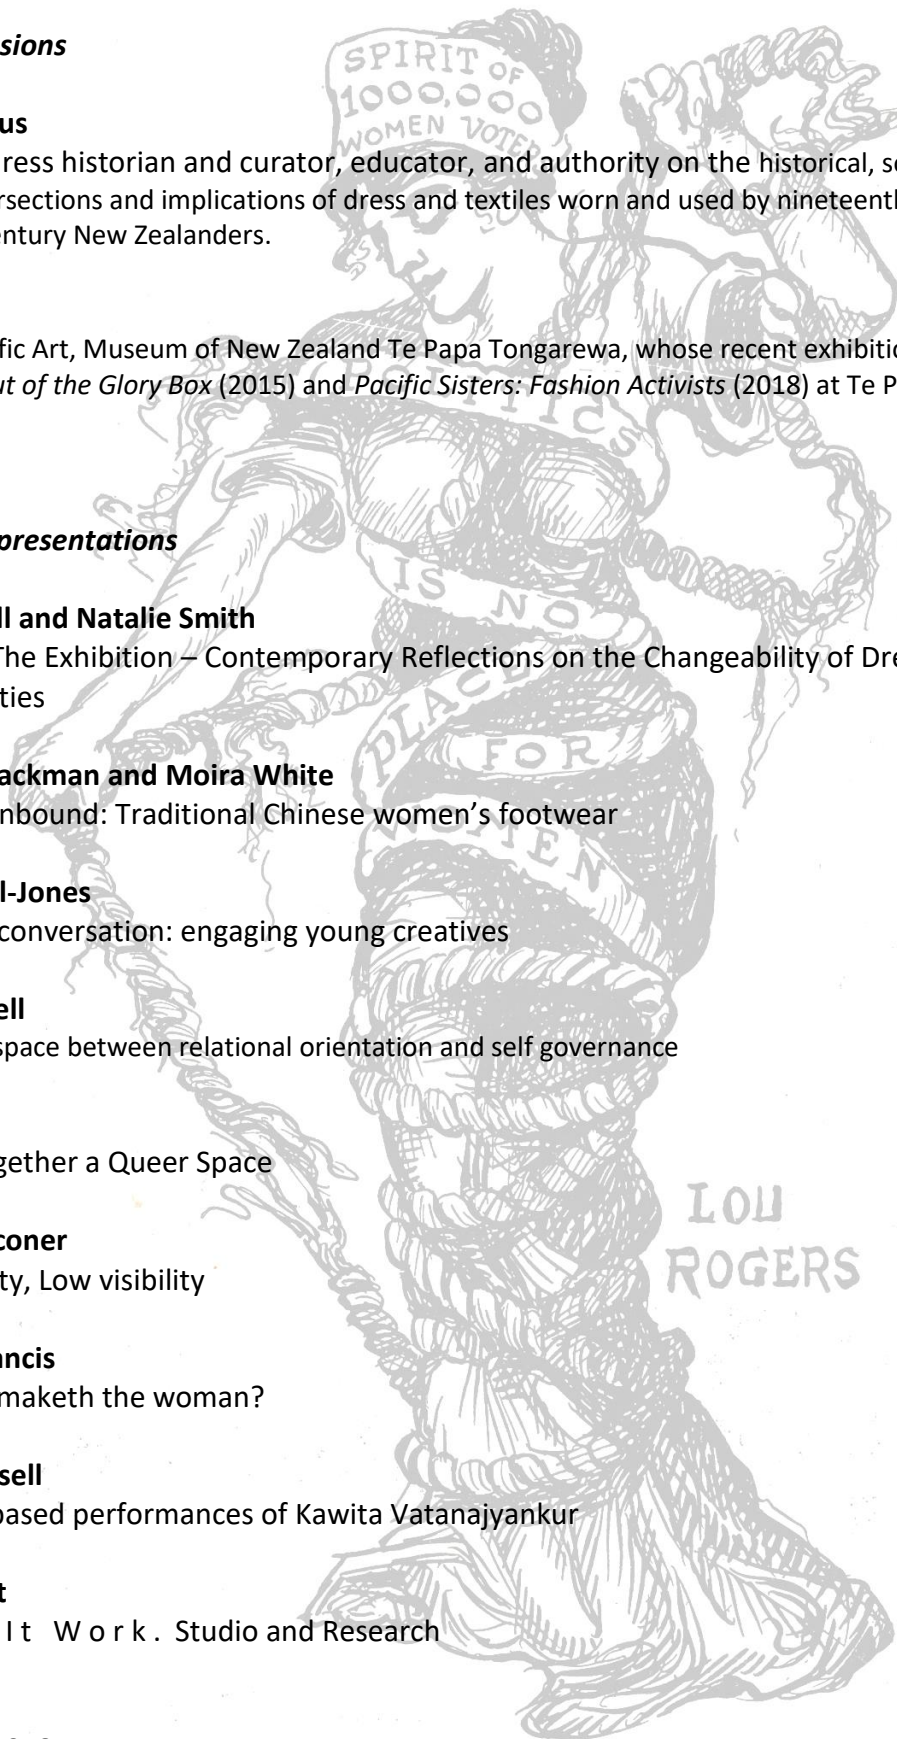 sions
SPIRIT OF
1000,000
WOMEN VOTERS
us
ress historian and curator, educator, and authority on the historical, so
rsections and implications of dress and textiles worn and used by nineteenth
entury New Zealanders.
fic Art, Museum of New Zealand Te Papa Tongarewa, whose recent exhibitio
ut of the Glory Box (2015) and Pacific Sisters: Fashion Activists (2018) at Te P
POLITICS
presentations
IS NO
ll and Natalie Smith
The Exhibition – Contemporary Reflections on the Changeability of Dre
ties
PLACE
FOR
ackman and Moira White
nbound: Traditional Chinese women’s footwear
WOMEN
l-Jones
conversation: engaging young creatives
ell
space between relational orientation and self governance
gether a Queer Space
LOU
ROGERS
coner
ty, Low visibility
ancis
maketh the woman?
sell
based performances of Kawita Vatanajyankur
t
I t W o r k . Studio and Research